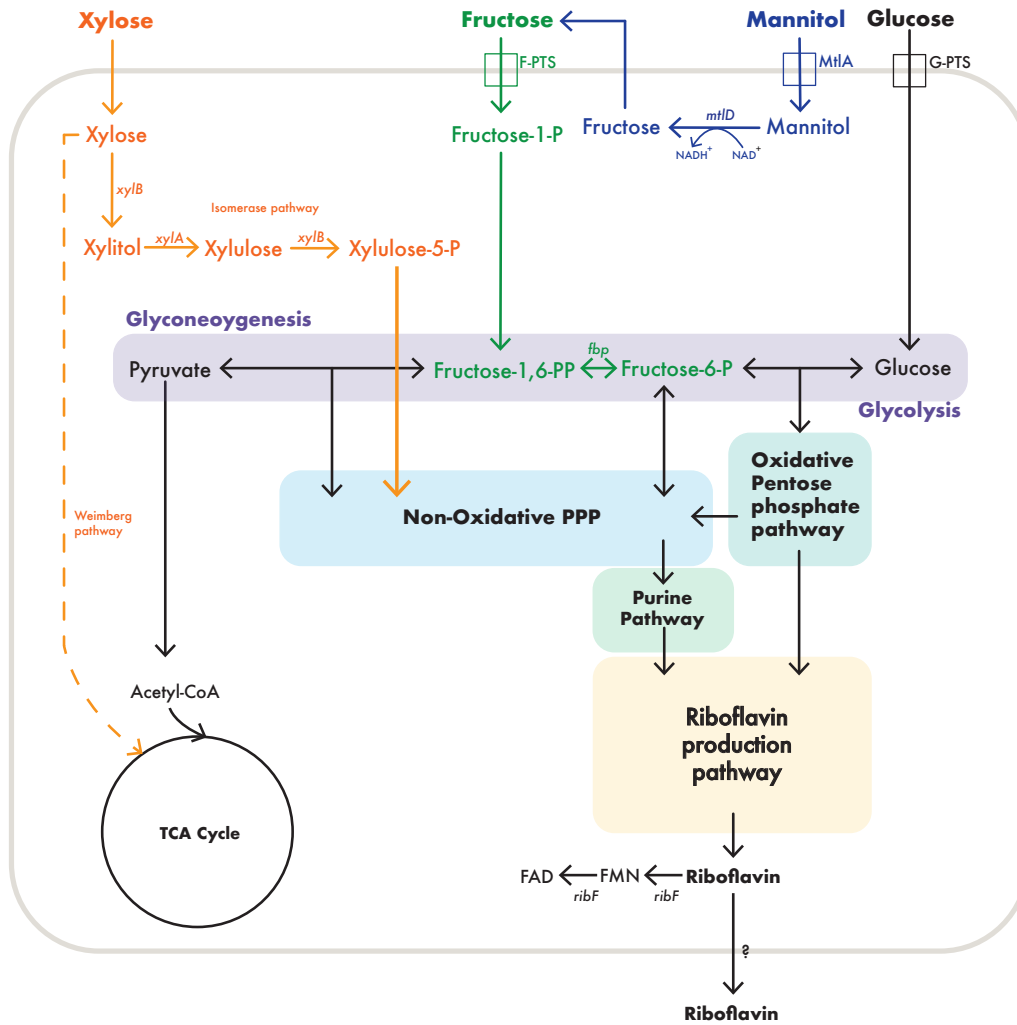 Xylose
Fructose
Mannitol
Glucose
F-PTS
MtlA
G-PTS
Xylose
Fructose-1-P
Fructose
mtlD
Mannitol
NADH+
NAD+
xylB
Isomerase pathway
Xylitol
xylA
Xylulose
xylB
Xylulose-5-P
Glyconeoygenesis
Pyruvate
Fructose-1,6-PP
fbp
Fructose-6-P
Glucose
Glycolysis
Oxidative
Pentose
phosphate
pathway
Non-Oxidative PPP
Weimberg
pathway
Purine
Pathway
Acetyl-CoA
Riboflavin
production
pathway
TCA Cycle
FAD
ribF
FMN
ribF
Riboflavin
?
Riboflavin